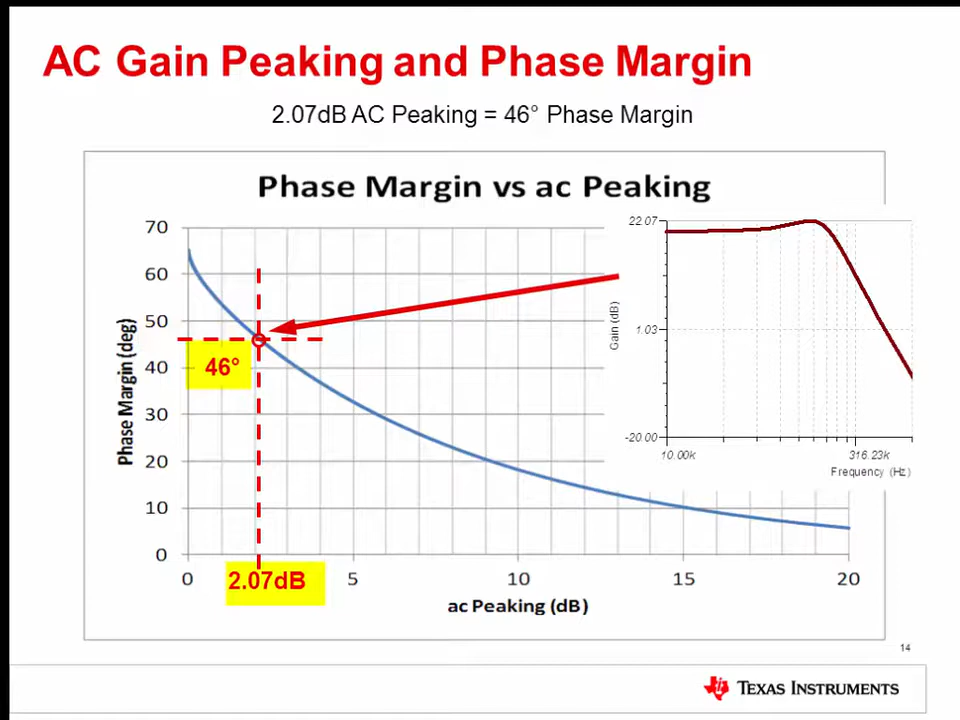 AC Gain Peaking and Phase Margin
2.07dB AC Peaking = 46° Phase Margin
Phase Margin vs ac Peaking
70
60
50
40
30
20
10
0
Phase Margin (deg)
46°
2.07dB
0
5
10
15
20
ac Peaking (dB)
22.07
1.03
-20.00
Gain (dB)
10.00k
316.23k
Frequency (Hz)
14
TEXAS INSTRUMENTS